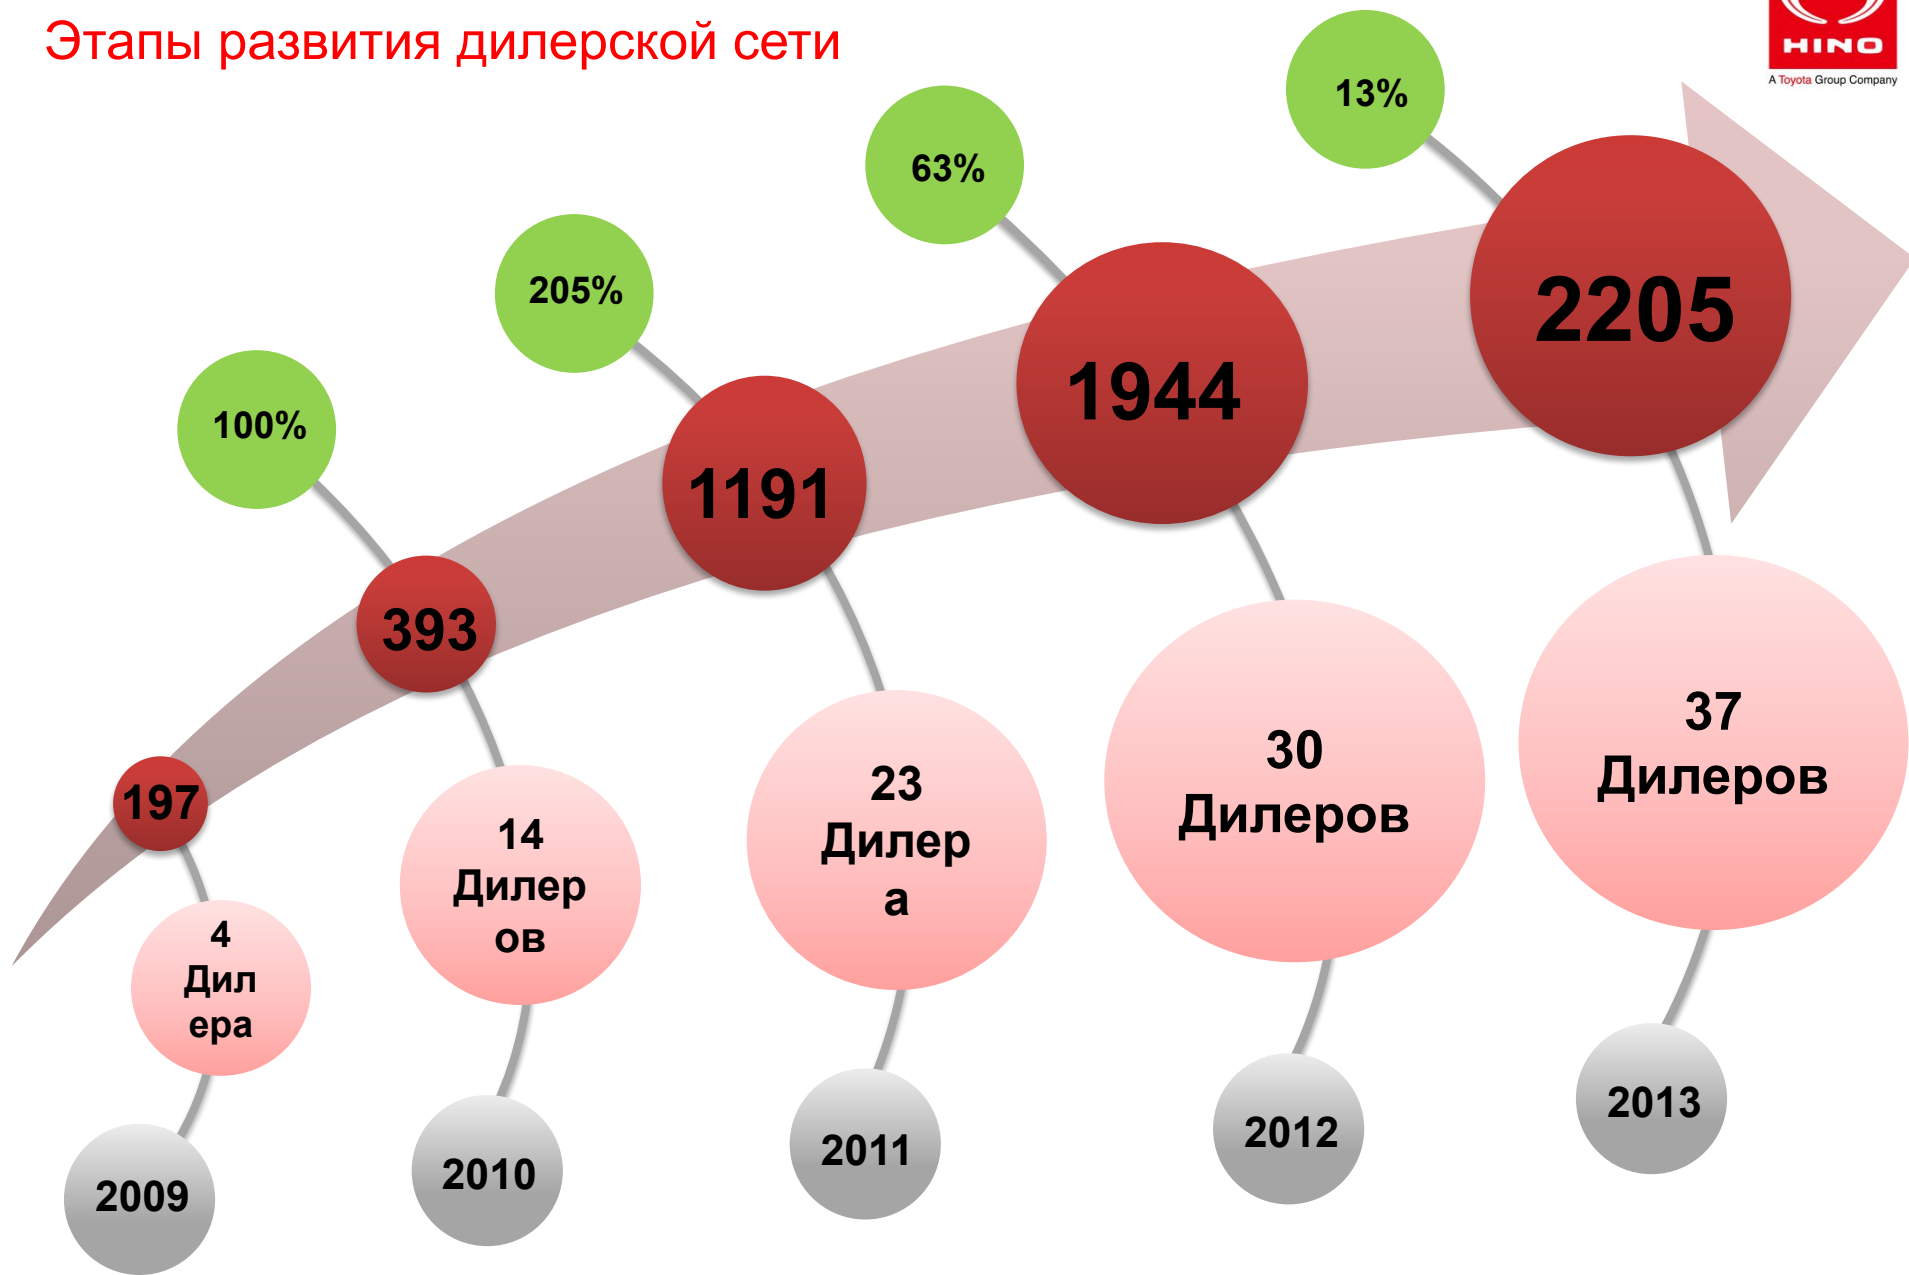 Этапы развития дилерской сети
HINO
A Toyota Group Company
13%
63%
205%
100%
2205
1944
1191
393
197
37
Дилеров
30
Дилеров
23
Дилер
а
14
Дилер
ов
4
Дил
ера
2009
2010
2011
2012
2013